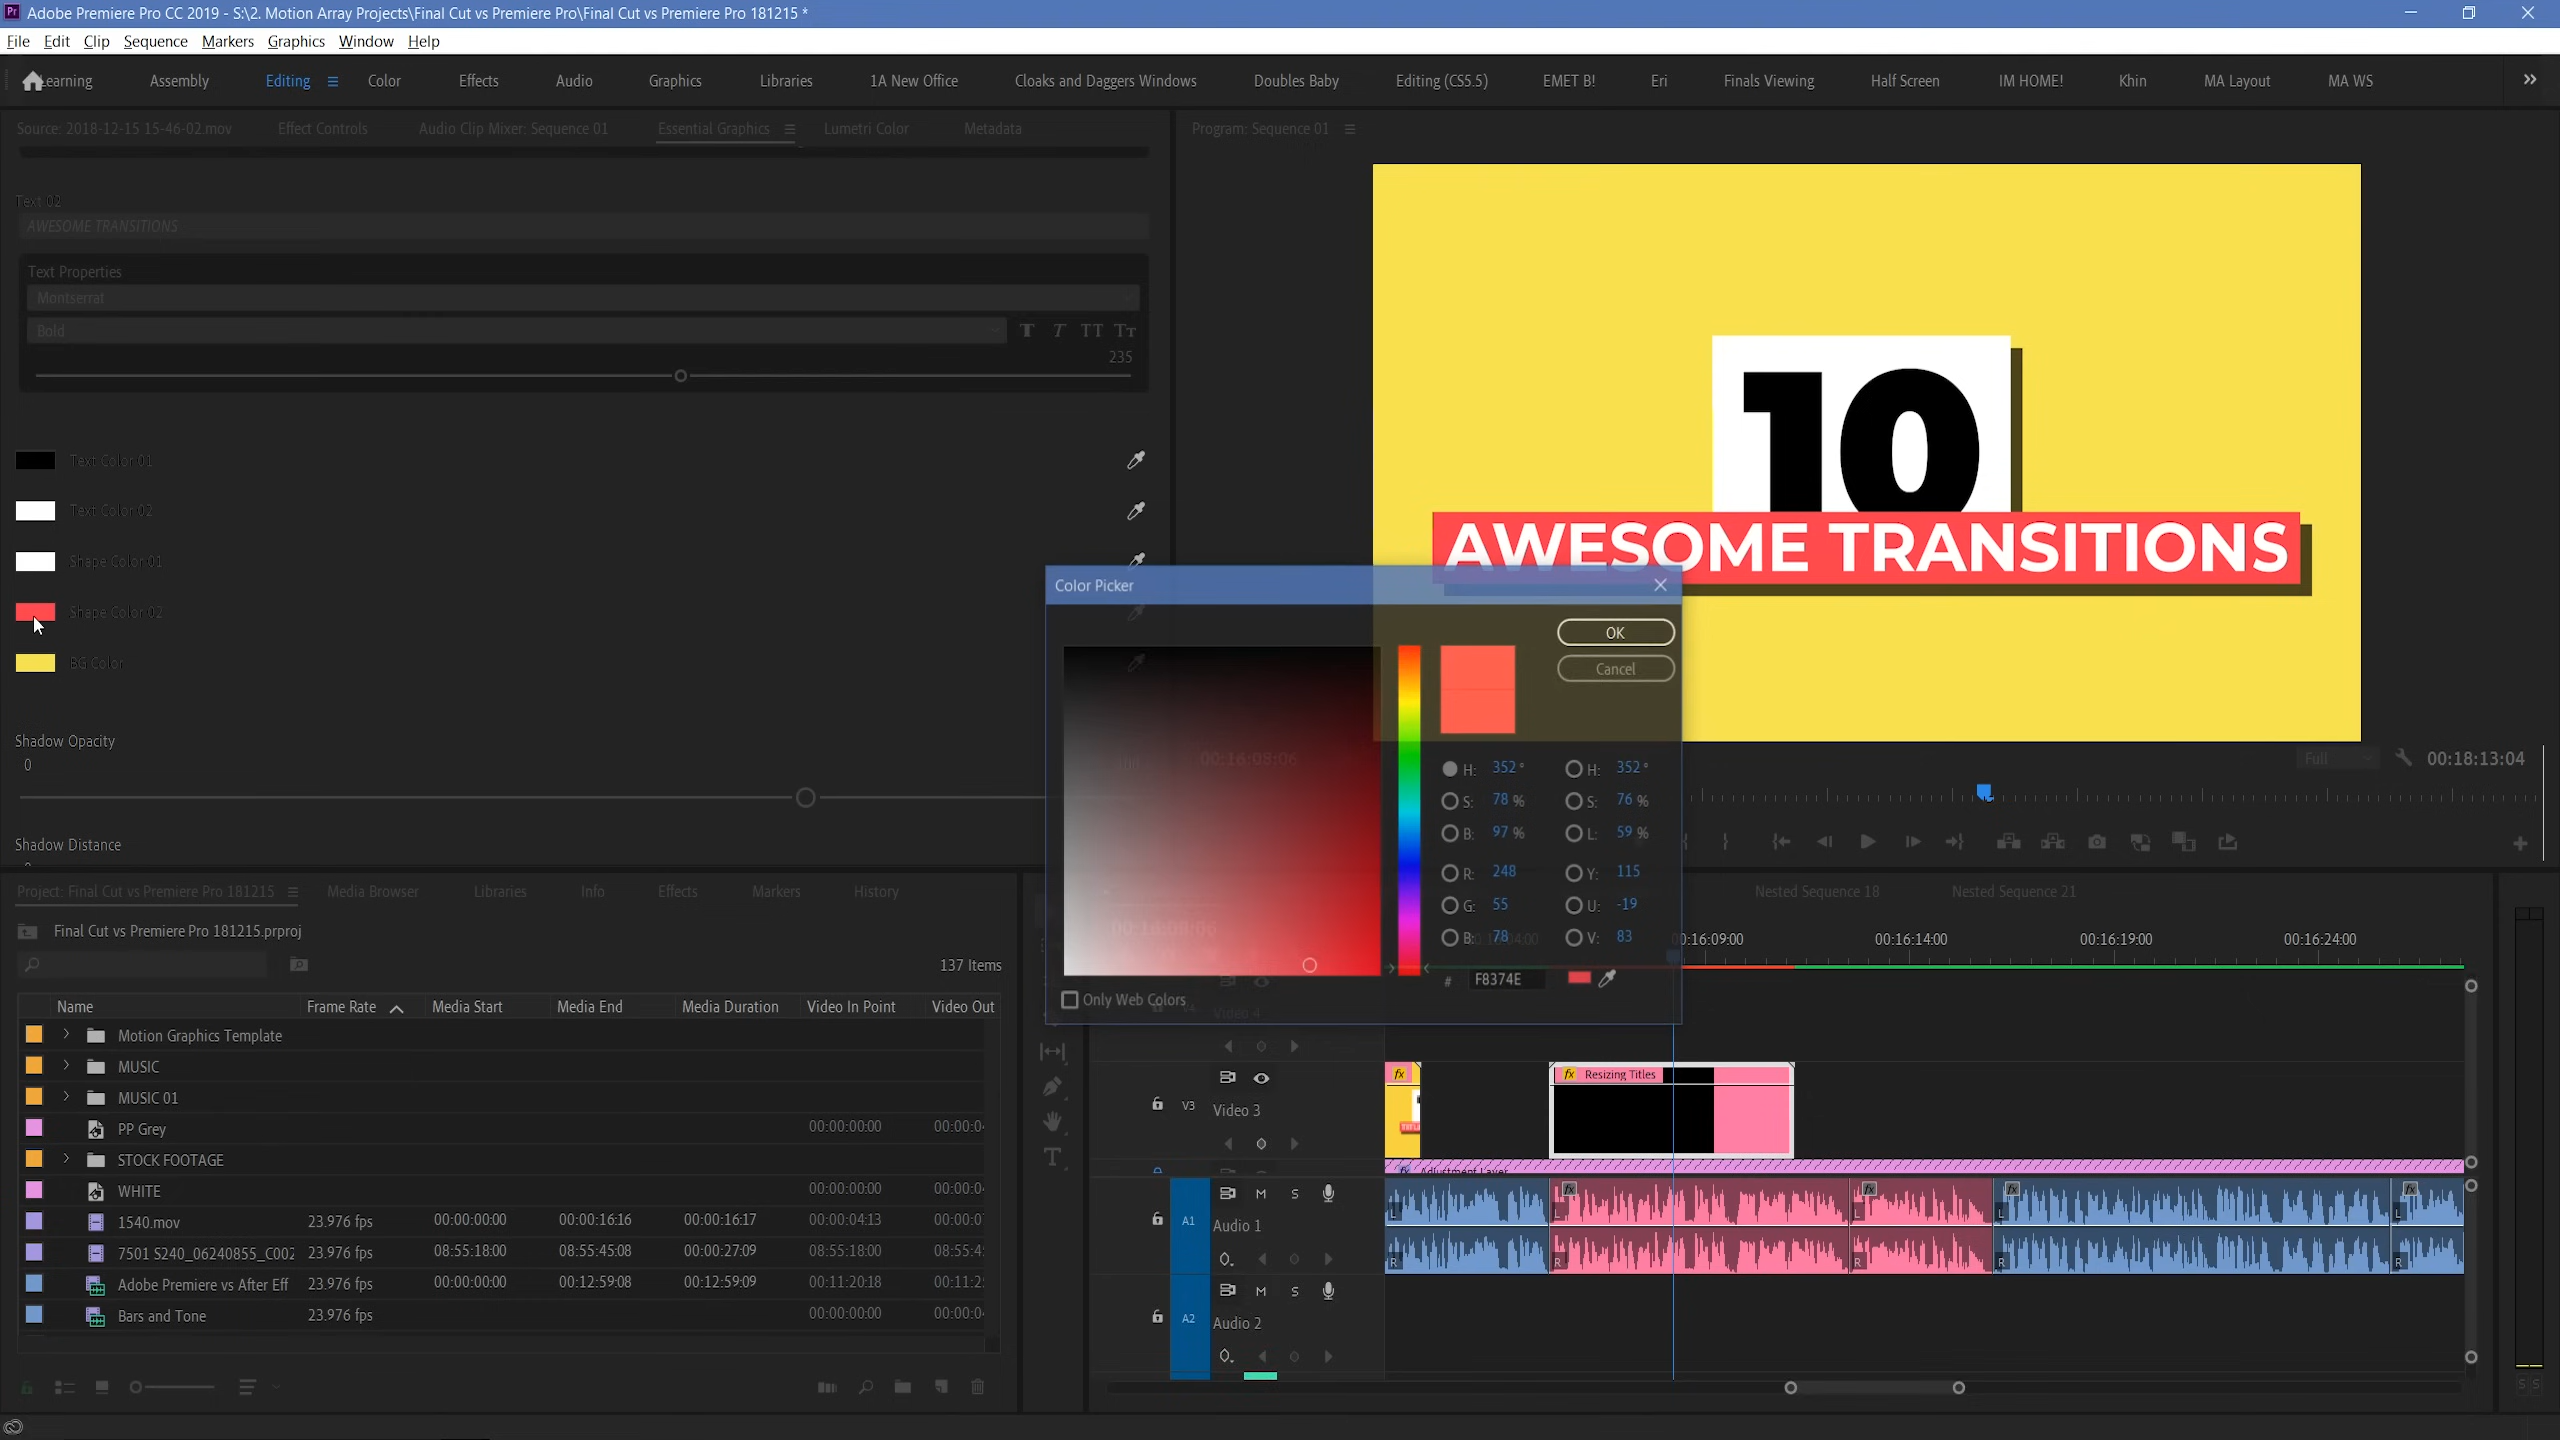 Adobe Premiere Pro CC 2019 - S:\2. Motion Array Projects\Final Cut vs Premiere Pro\Final Cut vs Premiere Pro 181215 *
File Edit Clip Sequence Markers Graphics Window Help
Learning Assembly Editing Color Effects Audio Graphics Libraries 1A New Office Cloaks and Daggers Windows Doubles Baby Editing (CS5.5) EMET B! Eri Finals Viewing Half Screen IM HOME! Khin MA Layout MA WS
Source: 2018-12-15 15-46-02.mov Effect Controls Audio Clip Mixer: Sequence 01 Essential Graphics Lumetri Color Metadata
Program: Sequence 01
Text 02
AWESOME TRANSITIONS
Text Properties
Montserrat
Bold
235
Text Color 01
Text Color 02
Shape Color 01
Shape Color 02
BG Color
Shadow Opacity
0
Shadow Distance
10
AWESOME TRANSITIONS
Color Picker
OK
Cancel
H: 352° H: 352°
S: 78 % S: 76 %
B: 97 % L: 59 %
R: 248 Y: 115
G: 55 U: -19
B: 78 V: 83
# F8374E
Only Web Colors
00:16:08:06
Full 00:18:13:04
Project: Final Cut vs Premiere Pro 181215 Media Browser Libraries Info Effects Markers History
Final Cut vs Premiere Pro 181215.prproj
137 Items
Name Frame Rate Media Start Media End Media Duration Video In Point Video Out
Motion Graphics Template
MUSIC
MUSIC 01
PP Grey 00:00:00:00 00:00:0
STOCK FOOTAGE
WHITE 00:00:00:00 00:00:0
1540.mov 23.976 fps 00:00:00:00 00:00:16:16 00:00:16:17 00:00:04:13 00:00:0
7501 S240_06240855_C002 23.976 fps 08:55:18:00 08:55:45:08 00:00:27:09 08:55:18:00 08:55:4
Adobe Premiere vs After Eff 23.976 fps 00:00:00:00 00:12:59:08 00:12:59:09 00:11:20:18 00:11:2
Bars and Tone 23.976 fps 00:00:00:00 00:00:0
Nested Sequence 18 Nested Sequence 21
00:16:08:06
00:16:09:00 00:16:14:00 00:16:19:00 00:16:24:00
Video 4
fx fx Resizing Titles
V3 Video 3
fx Adjustment Layer
M S
A1 Audio 1
L L L L L
R R R R R
fx fx fx fx
M S
A2 Audio 2
S S